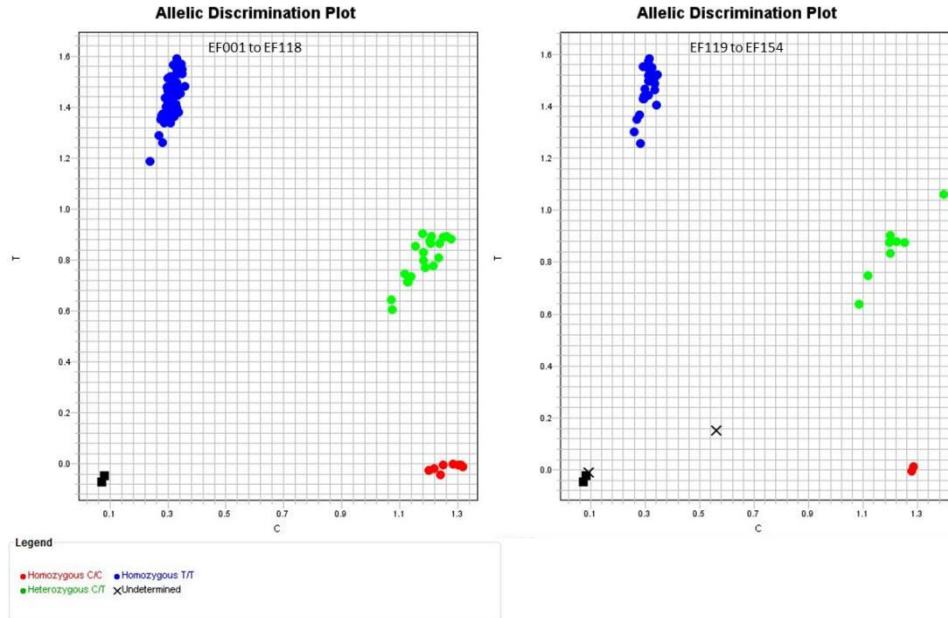 Allelic Discrimination Plot
EF001 to EF118
1.6
1.4
1.2
1.0
0.8
0.6
0.4
0.2
0.0
T
0.1 0.3 0.5 0.7 0.9 1.1 1.3
C
Allelic Discrimination Plot
EF119 to EF154
1.6
1.4
1.2
1.0
0.8
0.6
0.4
0.2
0.0
T
0.1 0.3 0.5 0.7 0.9 1.1 1.3
C
Legend
Homozygous C/C Homozygous T/T
Heterozygous C/T Undetermined